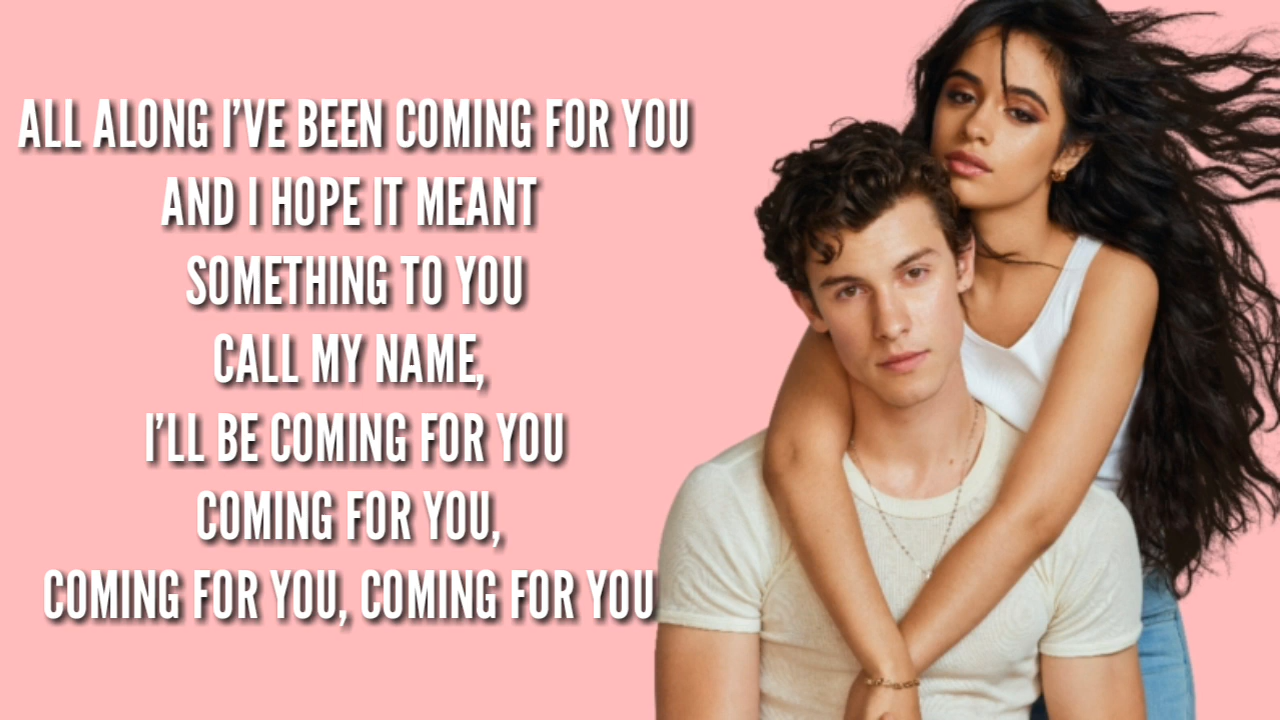 ALL ALONG I'VE BEEN COMING FOR YOU
AND I HOPE IT MEANT
SOMETHING TO YOU
CALL MY NAME,
I'LL BE COMING FOR YOU
COMING FOR YOU,
COMING FOR YOU, COMING FOR YOU